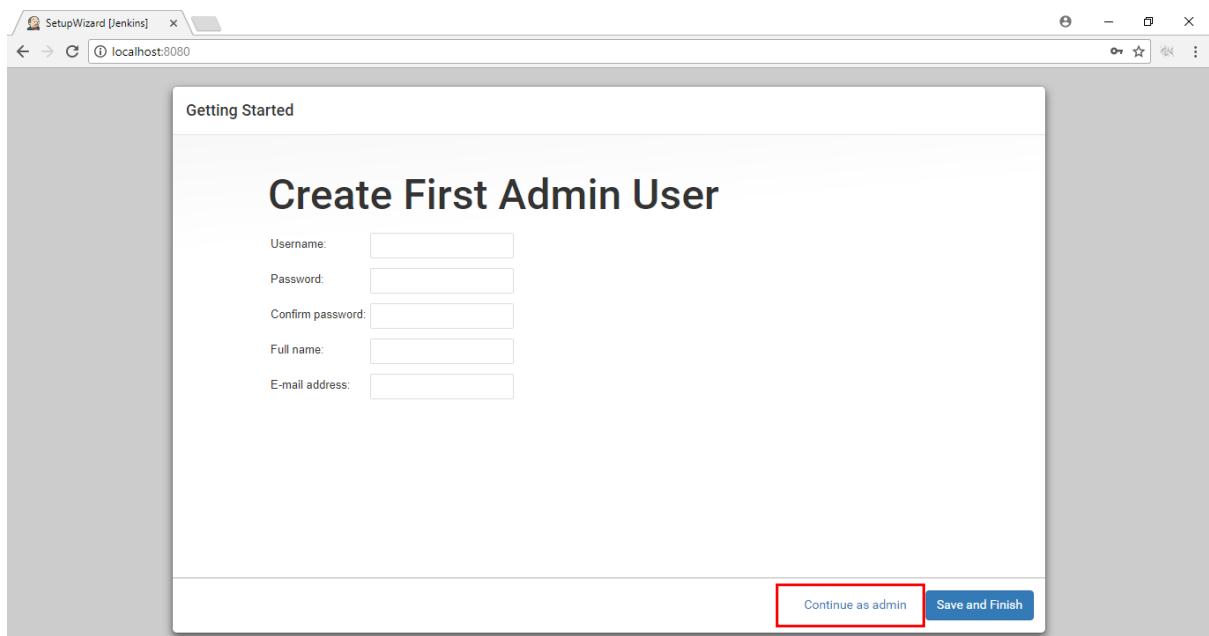 SetupWizard [Jenkins]
localhost:8080
Getting Started
Create First Admin User
Username:
Password:
Confirm password:
Full name:
E-mail address:
Continue as admin
Save and Finish